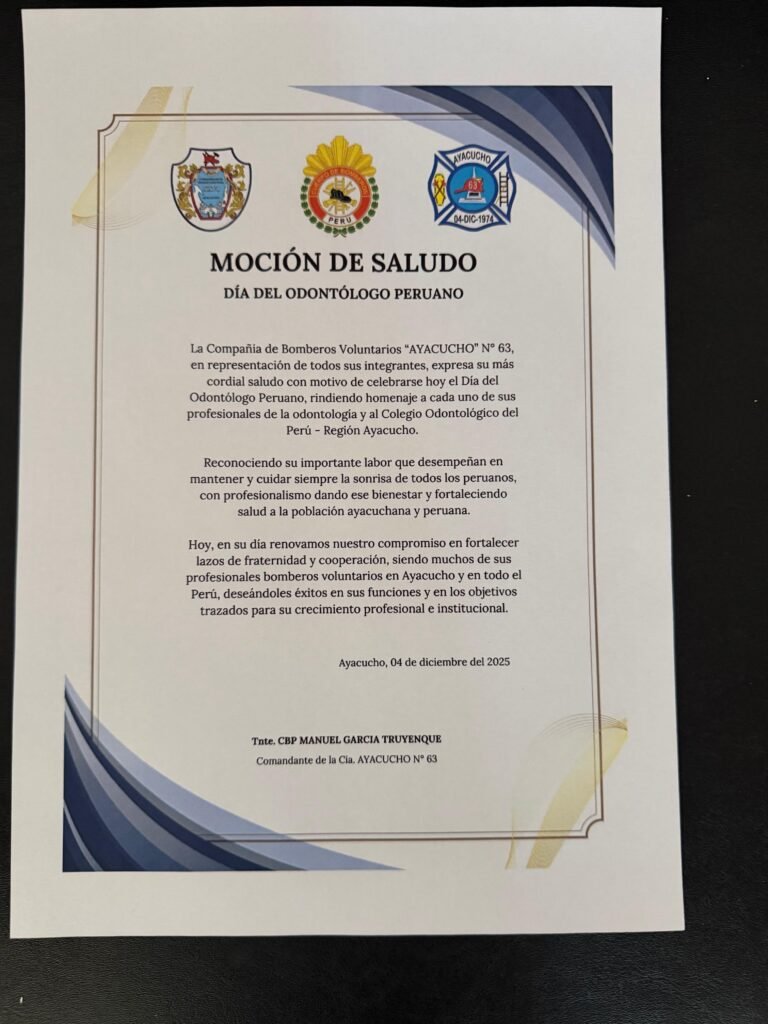 CUERPO DE BOMBEROS
PERU
AYACUCHO
63
04-DIC-1974
MOCIÓN DE SALUDO
DÍA DEL ODONTÓLOGO PERUANO
La Compañia de Bomberos Voluntarios “AYACUCHO” N° 63,
en representación de todos sus integrantes, expresa su más
cordial saludo con motivo de celebrarse hoy el Día del
Odontólogo Peruano, rindiendo homenaje a cada uno de sus
profesionales de la odontología y al Colegio Odontológico del
Perú - Región Ayacucho.
Reconociendo su importante labor que desempeñan en
mantener y cuidar siempre la sonrisa de todos los peruanos,
con profesionalismo dando ese bienestar y fortaleciendo
salud a la población ayacuchana y peruana.
Hoy, en su día renovamos nuestro compromiso en fortalecer
lazos de fraternidad y cooperación, siendo muchos de sus
profesionales bomberos voluntarios en Ayacucho y en todo el
Perú, deseándoles éxitos en sus funciones y en los objetivos
trazados para su crecimiento profesional e institucional.
Ayacucho, 04 de diciembre del 2025
Tnte. CBP MANUEL GARCIA TRUYENQUE
Comandante de la Cía. AYACUCHO N° 63